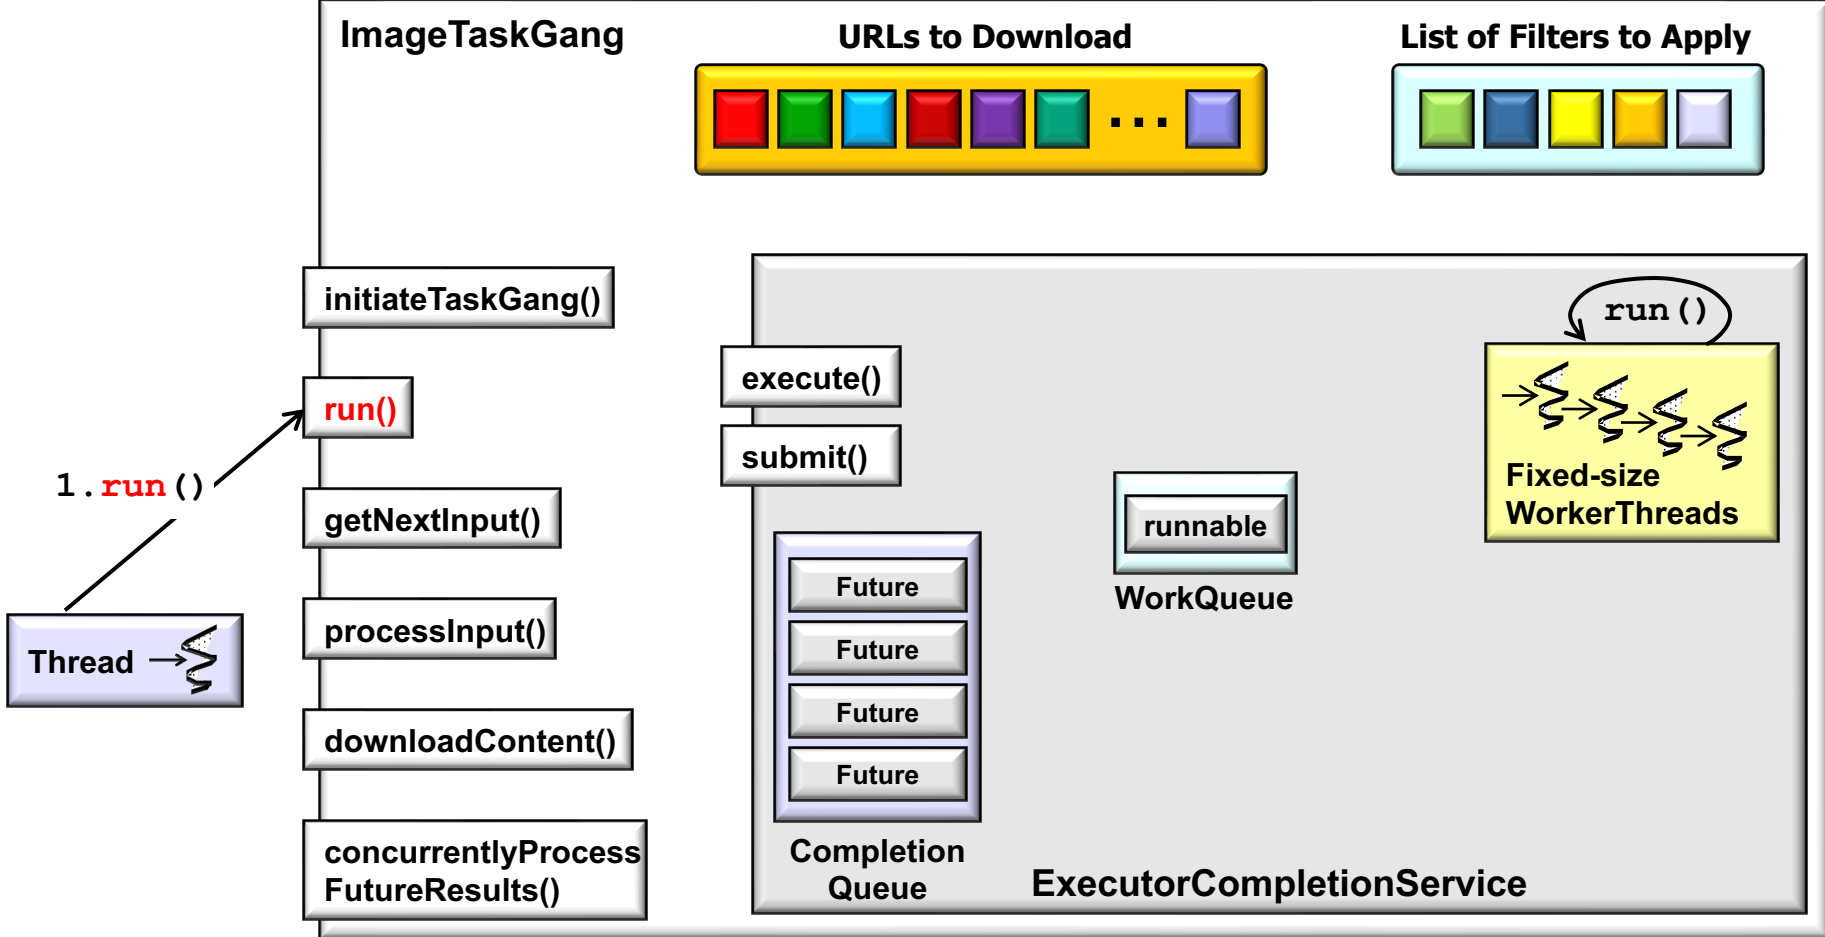 ImageTaskGang
URLs to Download
List of Filters to Apply
...
initiateTaskGang()
run()
execute()
run()
submit()
1.run()
getNextInput()
Fixed-size
WorkerThreads
runnable
WorkQueue
Future
Future
Future
Future
processInput()
Thread
downloadContent()
concurrentlyProcess
FutureResults()
Completion
Queue
ExecutorCompletionService